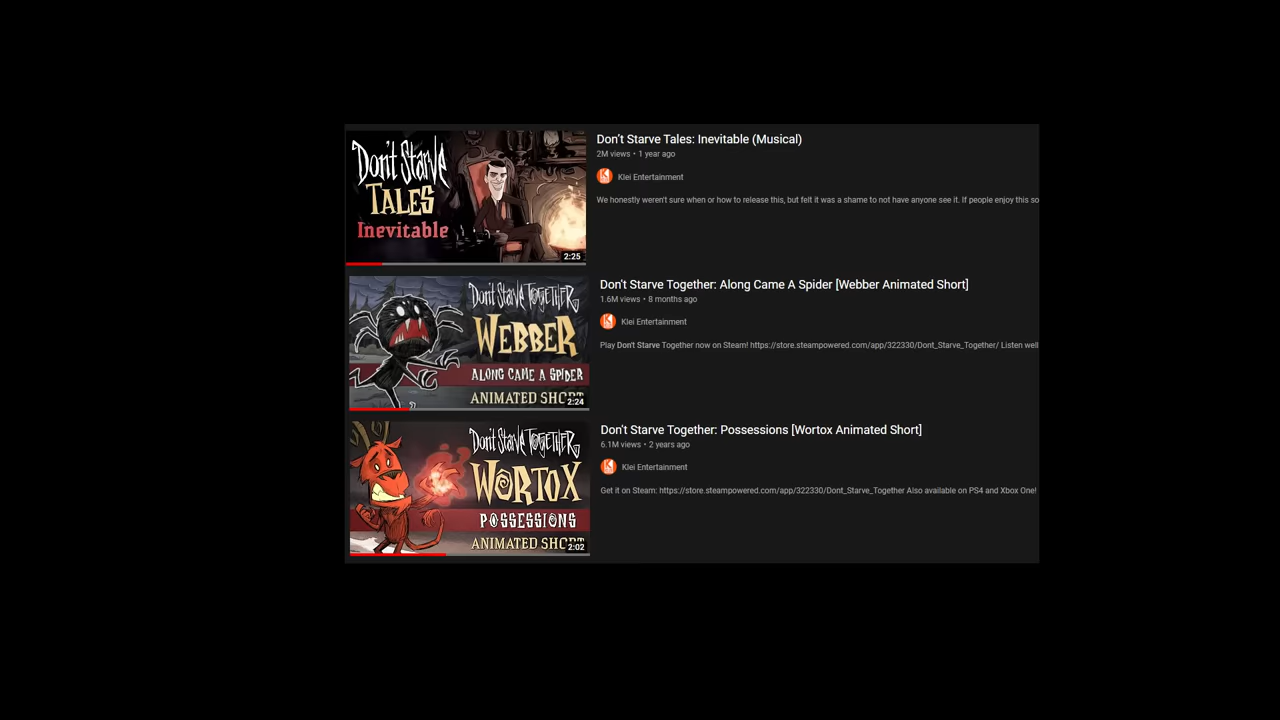 Don't Starve
TALES
Inevitable
2:25
Don't Starve Tales: Inevitable (Musical)
2M views • 1 year ago
Klei Entertainment
We honestly weren't sure when or how to release this, but felt it was a shame to not have anyone see it. If people enjoy this so
Don't Starve Together
WEBBER
ALONG CAME A SPIDER
ANIMATED SHORT
2:24
Don't Starve Together: Along Came A Spider [Webber Animated Short]
1.6M views • 8 months ago
Klei Entertainment
Play Don't Starve Together now on Steam! https://store.steampowered.com/app/322330/Dont_Starve_Together/ Listen well
Don't Starve Together
WORTOX
POSSESSIONS
ANIMATED SHORT
2:02
Don't Starve Together: Possessions [Wortox Animated Short]
6.1M views • 2 years ago
Klei Entertainment
Get it on Steam: https://store.steampowered.com/app/322330/Dont_Starve_Together Also available on PS4 and Xbox One!